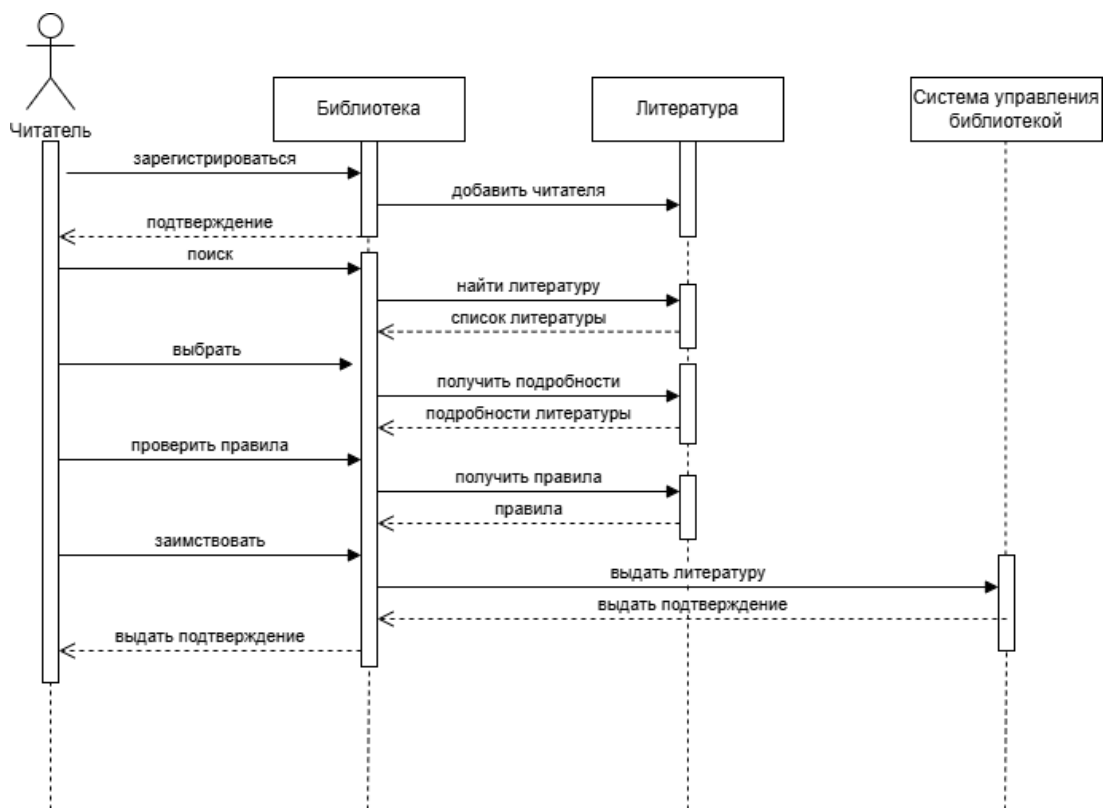 Читатель
Библиотека
Литература
Система управления
библиотекой
зарегистрироваться
добавить читателя
подтверждение
поиск
найти литературу
список литературы
выбрать
получить подробности
подробности литературы
проверить правила
получить правила
правила
заимствовать
выдать литературу
выдать подтверждение
выдать подтверждение